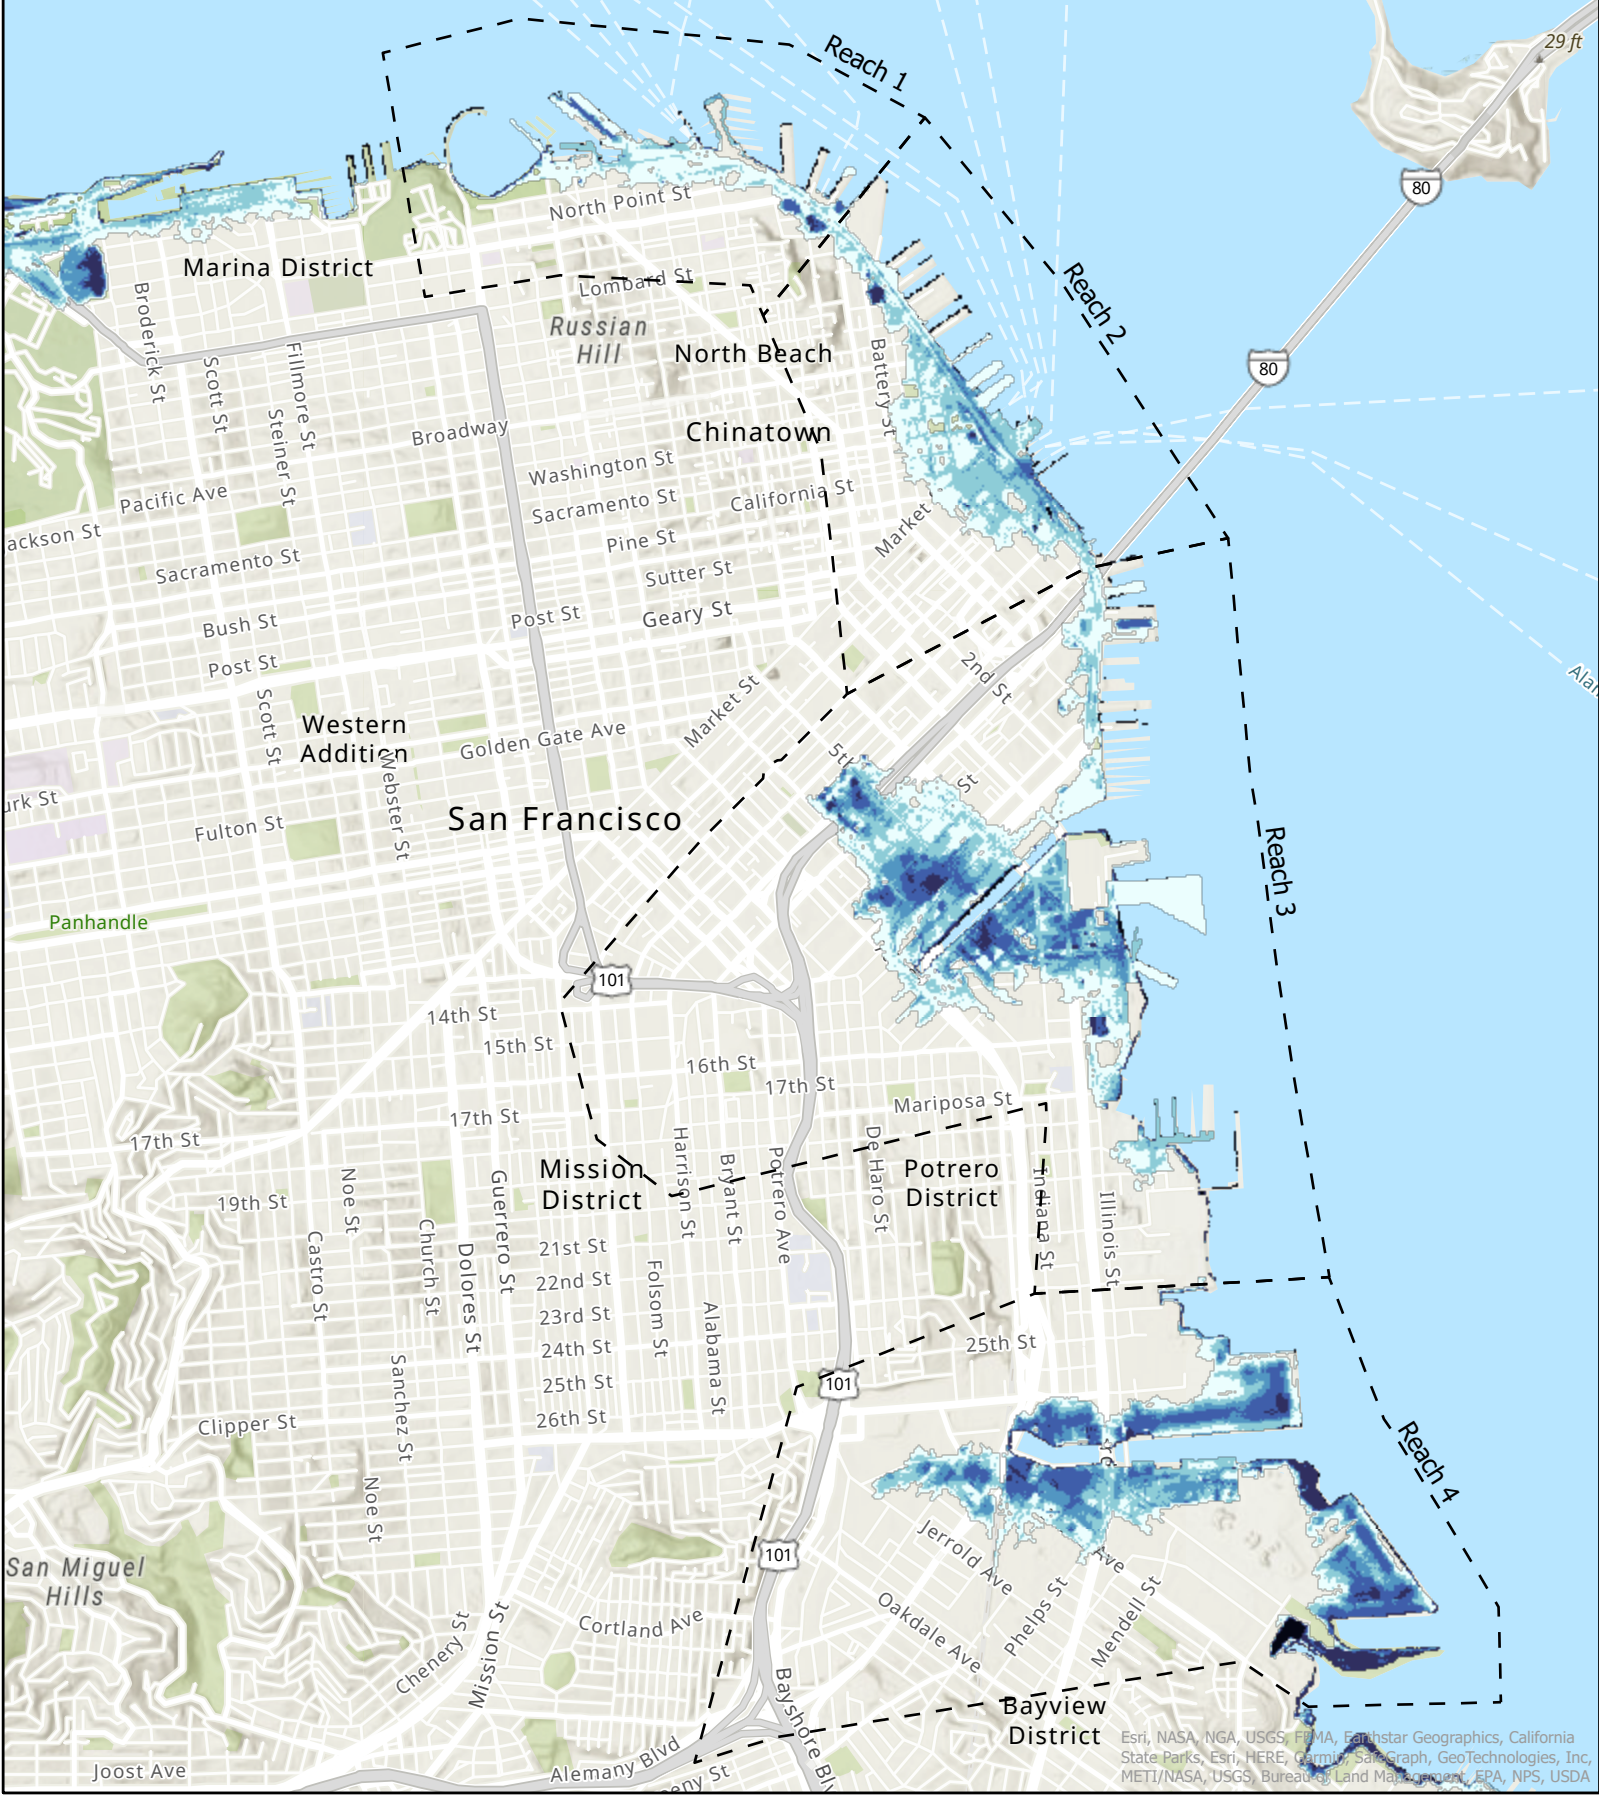 29 ft
Reach 1
80
North Point St
Marina District
Lombard St
Reach 2
Broderick St
Russian
Hill
North Beach
80
Scott St
Fillmore St
Battery St
Steiner St
Broadway
Chinatown
Washington St
Pacific Ave
Sacramento St
California St
Market
ackson St
Pine St
Sacramento St
Sutter St
Post St
Geary St
Bush St
Post St
2nd St
Alan
Scott St
Market St
Western
Addition
Golden Gate Ave
Webster St
5th
St
urk St
San Francisco
Fulton St
Reach 3
Panhandle
101
14th St
15th St
16th St
17th St
Mariposa St
17th St
17th St
Harrison St
De Haro St
Mission
District
Bryant St
Potrero Ave
Potrero
District
Indiana St
Illinois St
19th St
Noe St
Guerrero St
Church St
Castro St
Dolores St
21st St
22nd St
23rd St
24th St
25th St
26th St
Folsom St
Alabama St
25th St
Sanchez St
101
Clipper St
Reach 4
Noe St
Jerrold Ave
Ave
101
San Miguel
Hills
Oakdale Ave
Phelps St
Mendell St
Cortland Ave
Chenery St
Mission St
Bayshore Blv
Bayview
District
Alemany Blvd
Joost Ave
eny St
Esri, NASA, NGA, USGS, FEMA, Earthstar Geographics, California
State Parks, Esri, HERE, Garmin, SafeGraph, GeoTechnologies, Inc,
METI/NASA, USGS, Bureau of Land Management, EPA, NPS, USDA